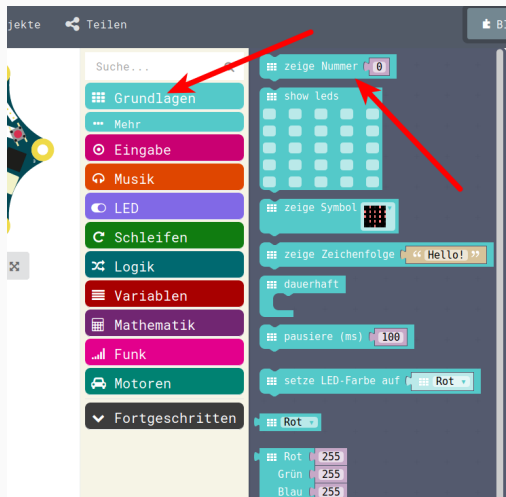 jekte Teilen
Suche...
Grundlagen
Mehr
Eingabe
Musik
LED
Schleifen
Logik
Variablen
Mathematik
Funk
Motoren
Fortgeschritten
zeige Nummer 0
show leds
zeige Symbol
zeige Zeichenfolge “ Hello! ”
dauerhaft
pausiere (ms) 100
setze LED-Farbe auf Rot
Rot
Rot 255
Grün 255
Blau 255